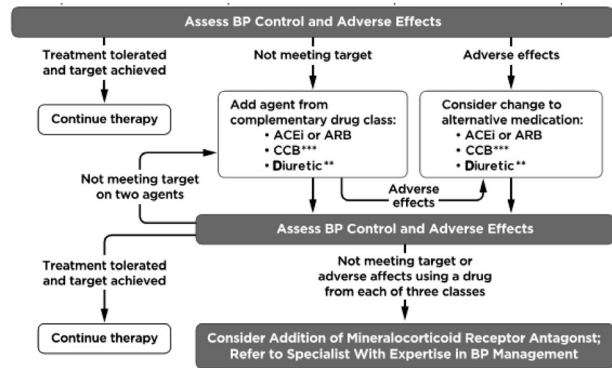 Assess BP Control and Adverse Effects
Treatment tolerated
and target achieved
Not meeting target
Adverse effects
Continue therapy
Add agent from
complementary drug class:
• ACEi or ARB
• CCB***
• Diuretic**
Consider change to
alternative medication:
• ACEi or ARB
• CCB***
• Diuretic**
Not meeting target
on two agents
Adverse
effects
Assess BP Control and Adverse Effects
Treatment tolerated
and target achieved
Not meeting target or
adverse affects using a drug
from each of three classes
Continue therapy
Consider Addition of Mineralocorticoid Receptor Antagonst;
Refer to Specialist With Expertise in BP Management